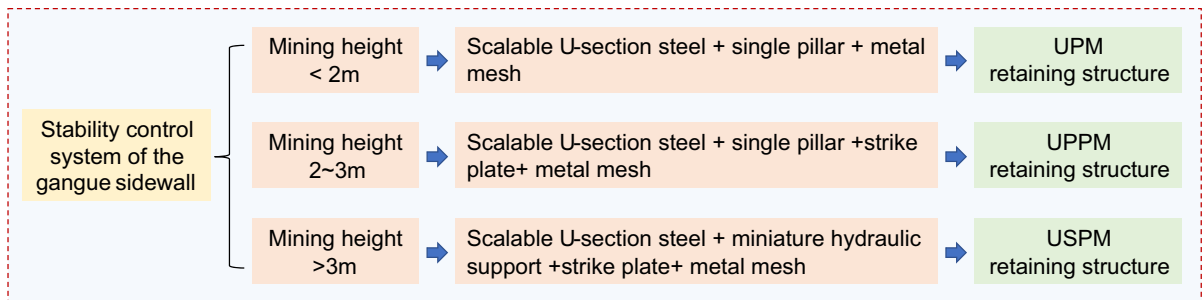 Stability control
system of the
gangue sidewall
Mining height
< 2m
Scalable U-section steel + single pillar + metal
mesh
UPM
retaining structure
Mining height
2~3m
Scalable U-section steel + single pillar +strike
plate+ metal mesh
UPPM
retaining structure
Mining height
>3m
Scalable U-section steel + miniature hydraulic
support +strike plate+ metal mesh
USPM
retaining structure